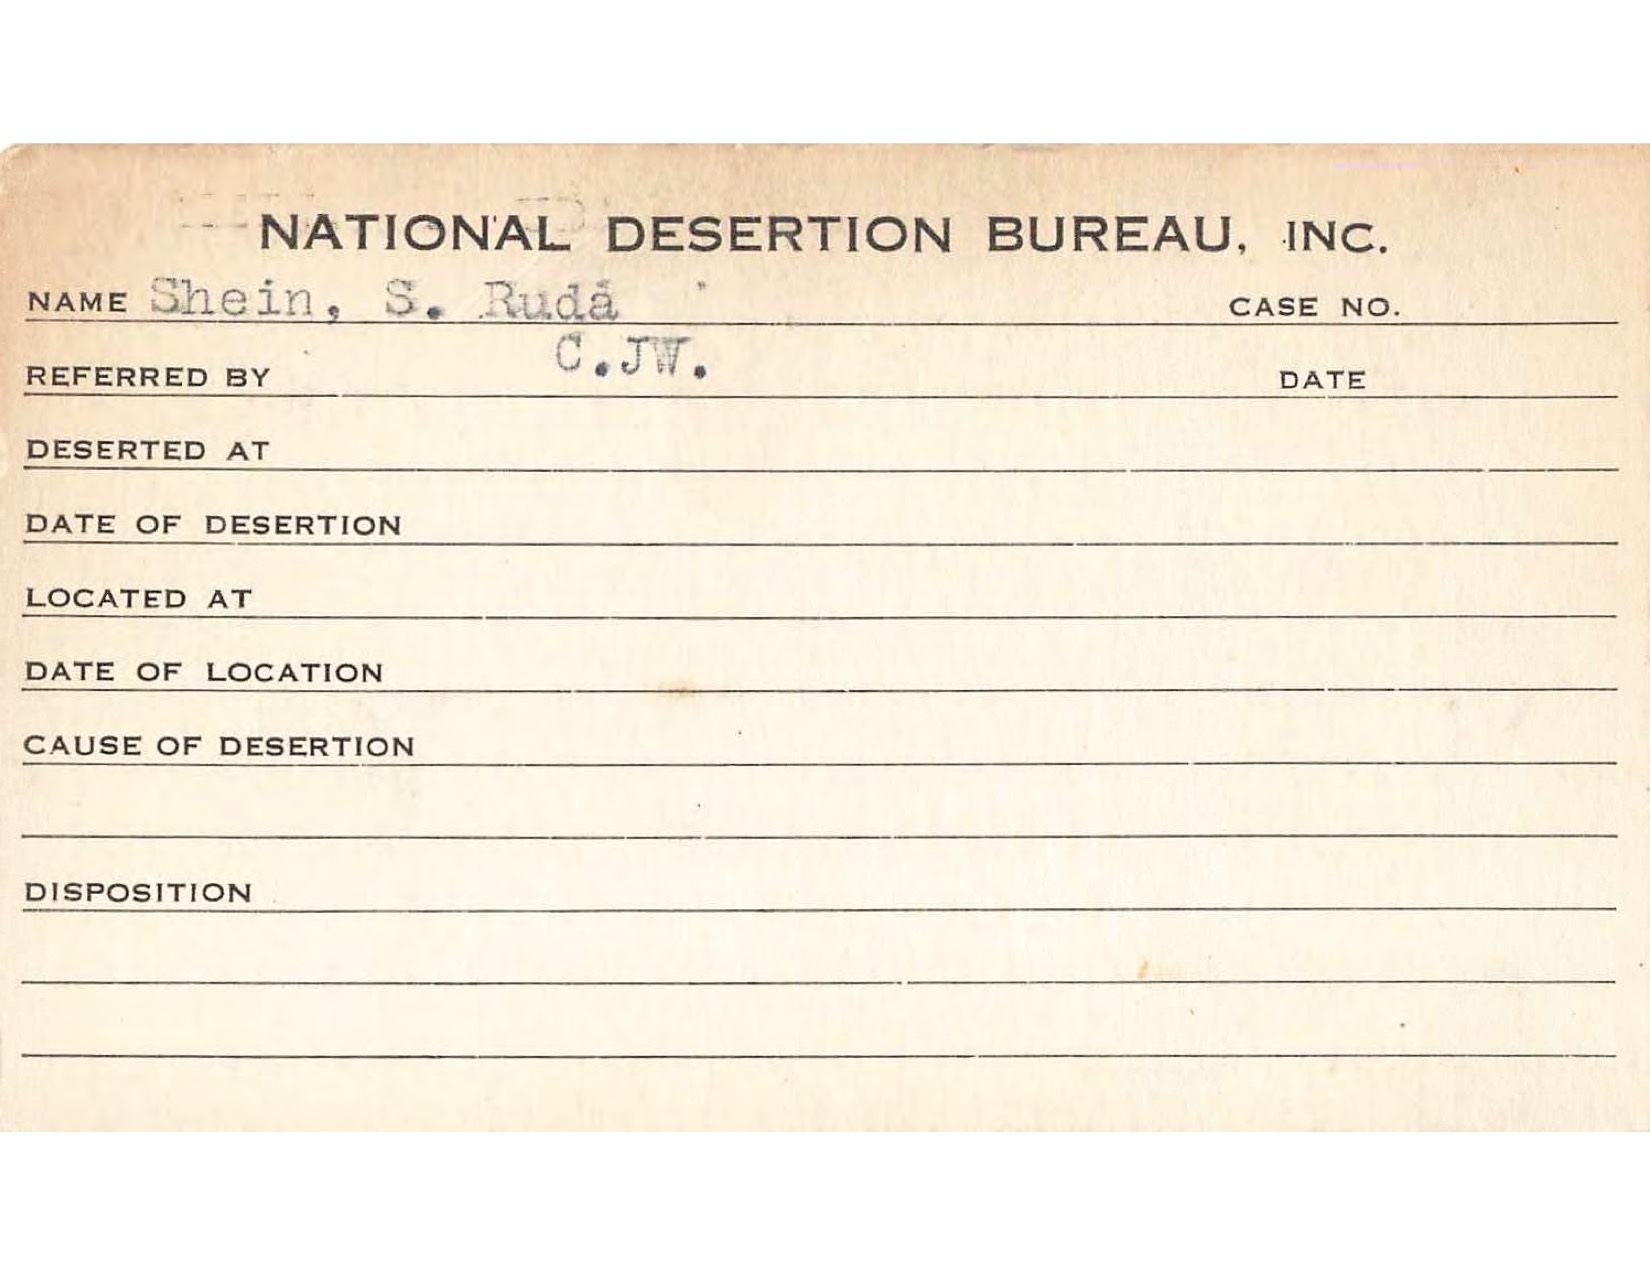 NATIONAL DESERTION BUREAU, INC.
NAME Shein, S. Ruda CASE NO.
REFERRED BY C.JW. DATE
DESERTED AT
DATE OF DESERTION
LOCATED AT
DATE OF LOCATION
CAUSE OF DESERTION
DISPOSITION